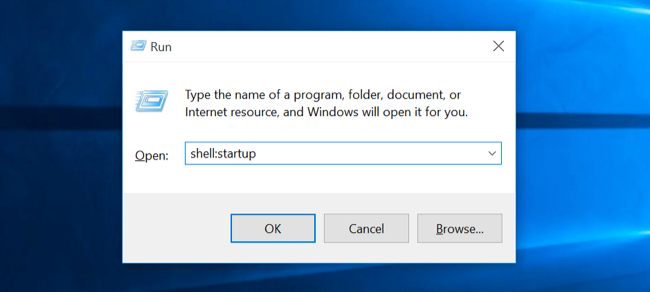 Run
Type the name of a program, folder, document, or
Internet resource, and Windows will open it for you.
Open: shell:startup
OK Cancel Browse...